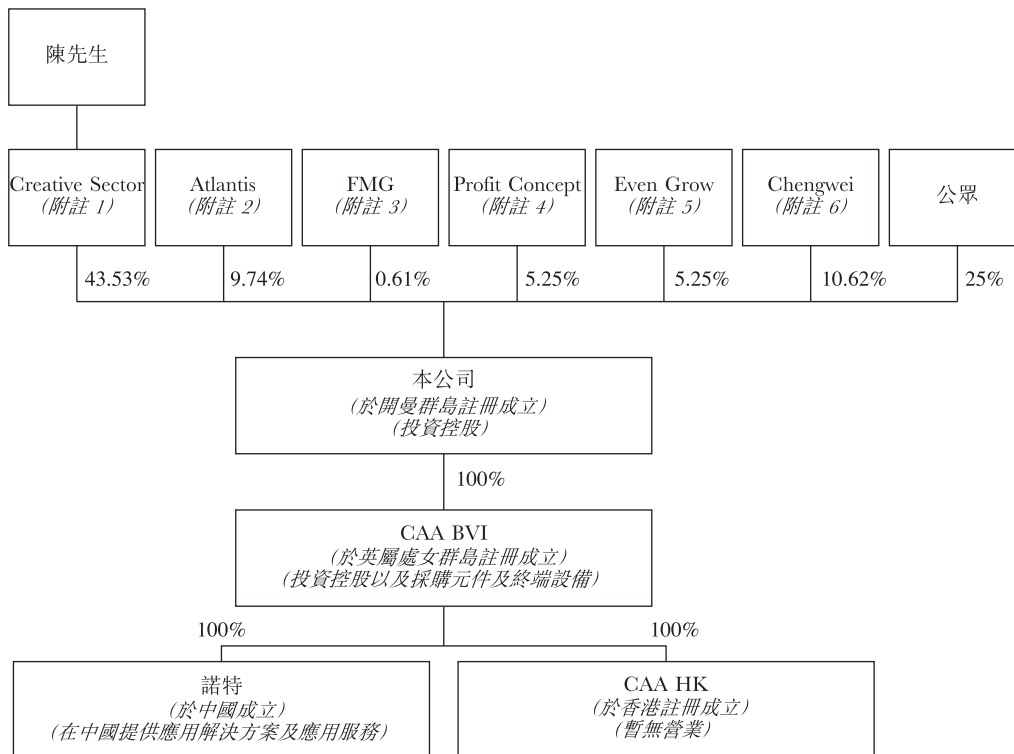 陳先生
Creative Sector
(附註 1)
Atlantis
(附註 2)
FMG
(附註 3)
Profit Concept
(附註 4)
Even Grow
(附註 5)
Chengwei
(附註 6)
公眾
43.53%
9.74%
0.61%
5.25%
5.25%
10.62%
25%
本公司
(於開曼群島註冊成立)
(投資控股)
100%
CAA BVI
(於英屬處女群島註冊成立)
(投資控股以及採購元件及終端設備)
100%
100%
諾特
(於中國成立)
(在中國提供應用解決方案及應用服務)
CAA HK
(於香港註冊成立)
(暫無營業)